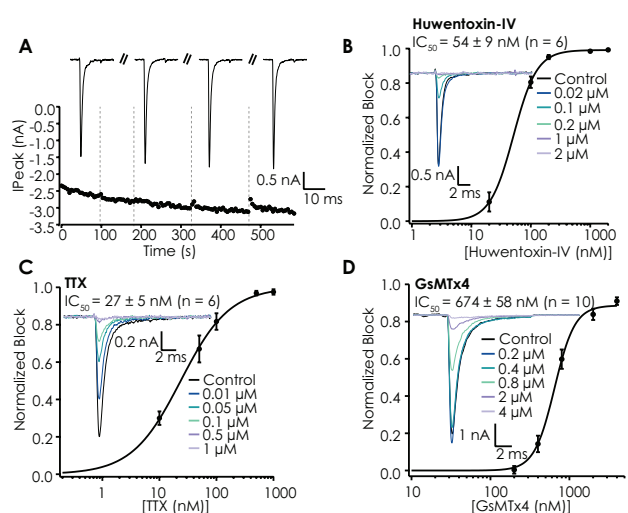 A
0.0
-0.5
-1.0
-1.5
-2.0
-2.5
-3.0
-3.5
IPeak (nA)
0.5 nA
10 ms
0 100 200 300 400 500
Time (s)
B
Huwentoxin-IV
IC50 = 54 ± 9 nM (n = 6)
1.0
0.8
0.6
0.4
0.2
0.0
Normalized Block
Control
0.02 µM
0.1 µM
0.2 µM
1 µM
2 µM
0.5 nA
2 ms
1 10 100 1000
[Huwentoxin-IV (nM)]
C
TTX
IC50 = 27 ± 5 nM (n = 6)
1.0
0.8
0.6
0.4
0.2
0.0
Normalized Block
0.2 nA
2 ms
Control
0.01 µM
0.05 µM
0.1 µM
0.5 µM
1 µM
1 10 100 1000
[TTX (nM)]
D
GsMTx4
IC50 = 674 ± 58 nM (n = 10)
1.0
0.8
0.6
0.4
0.2
0.0
Normalized Block
Control
0.2 µM
0.4 µM
0.8 µM
2 µM
4 µM
1 nA
2 ms
10 100 1000
[GsMTx4 (nM)]